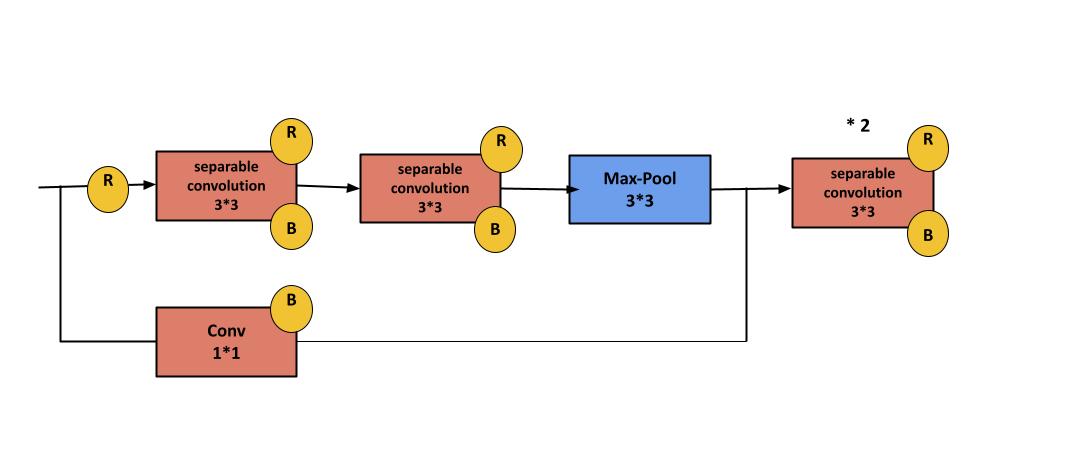 * 2
R
R
R
R
separable
convolution
3*3
separable
convolution
3*3
Max-Pool
3*3
separable
convolution
3*3
B
B
B
B
Conv
1*1